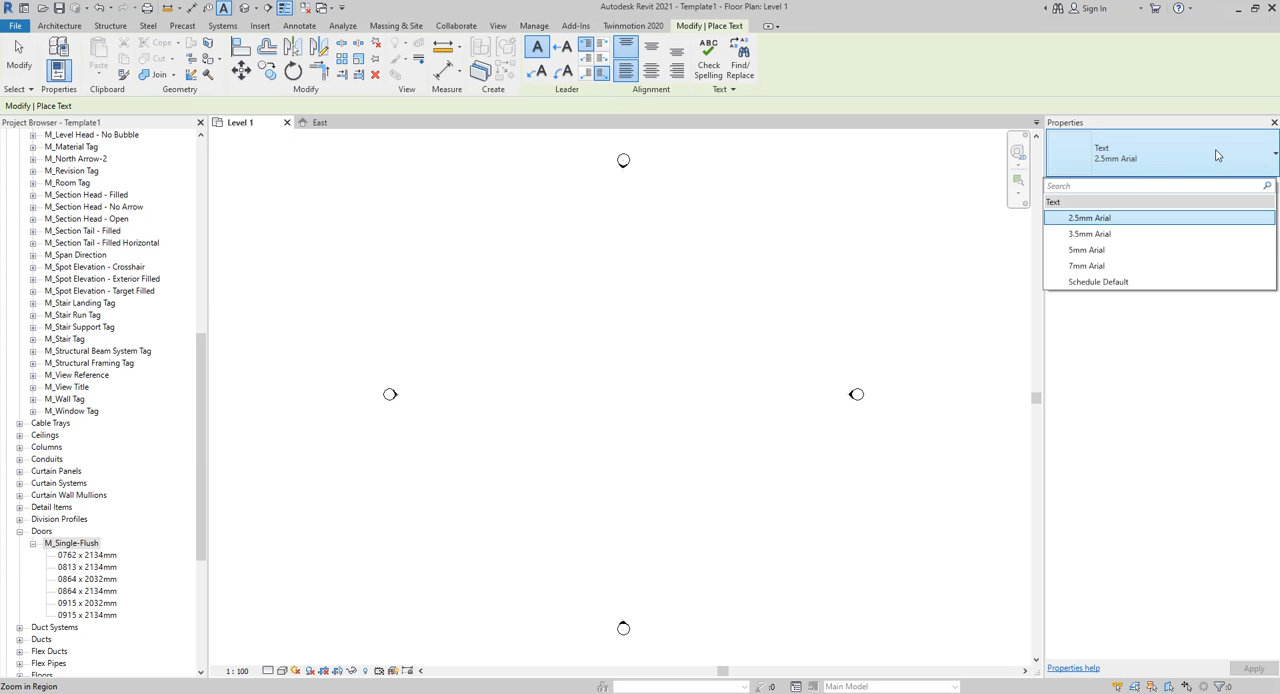 Autodesk Revit 2021 - Template1 - Floor Plan: Level 1
Sign In
File Architecture Structure Steel Precast Systems Insert Annotate Analyze Massing & Site Collaborate View Manage Add-Ins Twinmotion 2020 Modify | Place Text
Modify
Paste
Cope
Cut
Join
Check Spelling
Find/ Replace
Select Properties Clipboard Geometry Modify View Measure Create Leader Alignment Text
Modify | Place Text
Project Browser - Template1
M_Level Head - No Bubble
M_Material Tag
M_North Arrow-2
M_Revision Tag
M_Room Tag
M_Section Head - Filled
M_Section Head - No Arrow
M_Section Head - Open
M_Section Tail - Filled
M_Section Tail - Filled Horizontal
M_Span Direction
M_Spot Elevation - Crosshair
M_Spot Elevation - Exterior Filled
M_Spot Elevation - Target Filled
M_Stair Landing Tag
M_Stair Run Tag
M_Stair Support Tag
M_Stair Tag
M_Structural Beam System Tag
M_Structural Framing Tag
M_View Reference
M_View Title
M_Wall Tag
M_Window Tag
Cable Trays
Ceilings
Columns
Conduits
Curtain Panels
Curtain Systems
Curtain Wall Mullions
Detail Items
Division Profiles
Doors
M_Single-Flush
0762 x 2134mm
0813 x 2134mm
0864 x 2032mm
0864 x 2134mm
0915 x 2032mm
0915 x 2134mm
Duct Systems
Ducts
Flex Ducts
Flex Pipes
Floors
Level 1
East
Properties
Text
2.5mm Arial
Search
Text
2.5mm Arial
3.5mm Arial
5mm Arial
7mm Arial
Schedule Default
Properties help
Apply
1 : 100
Zoom in Region
:0
Main Model
:0